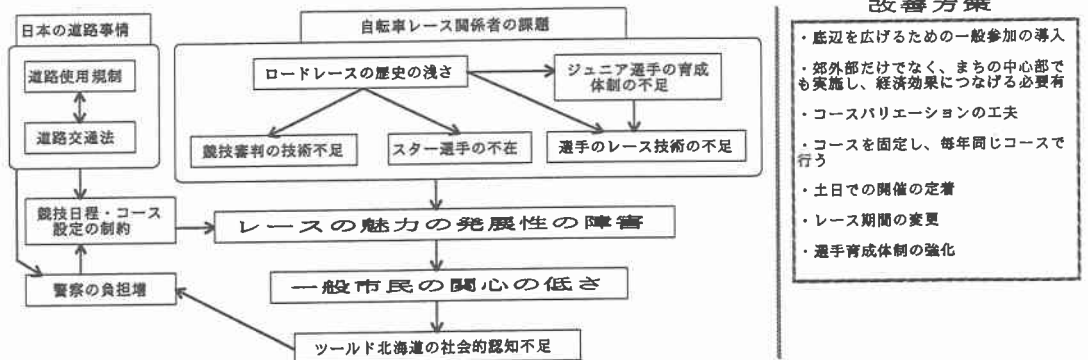 改善方策
日本の道路事情
自転車レース関係者の課題
道路使用規制
道路交通法
ロードレースの歴史の浅さ
ジュニア選手の育成
体制の不足
競技審判の技術不足
スター選手の不在
選手のレース技術の不足
競技日程・コース
設定の制約
レースの魅力の発展性の障害
警察の負担増
一般市民の関心の低さ
ツールド北海道の社会的認知不足
・底辺を広げるための一般参加の導入
・郊外部だけでなく、まちの中心部で
も実施し、経済効果につなげる必要有
・コースバリエーションの工夫
・コースを固定し、毎年同じコースで
行う
・土日での開催の定着
・レース期間の変更
・選手育成体制の強化